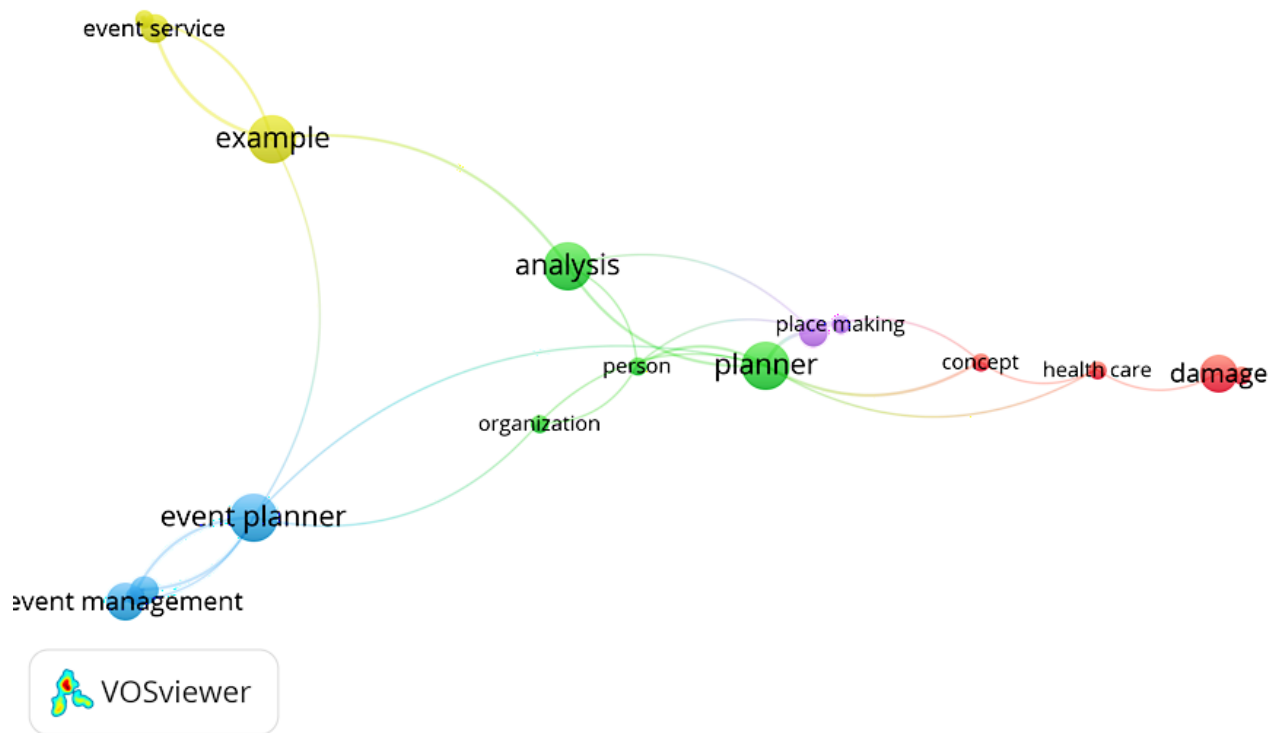 event service
example
analysis
place making
person
planner
concept
health care
damage
organization
event planner
event management
VOSviewer